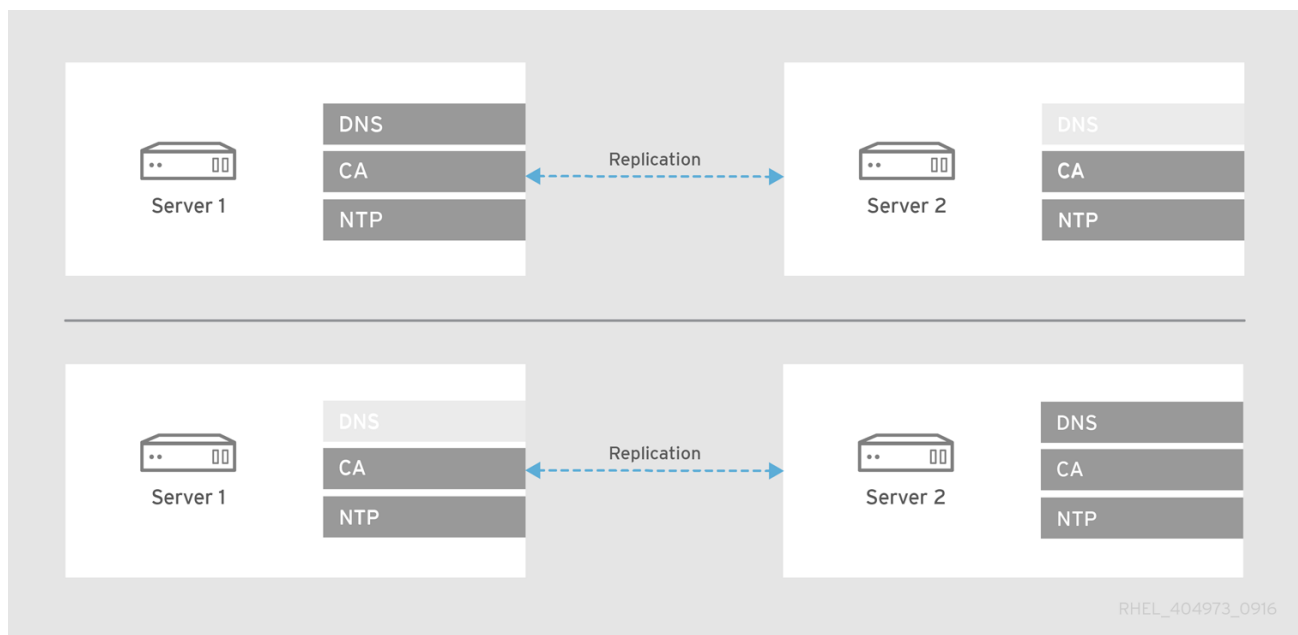 DNS
CA
NTP
Server 1
Replication
DNS
CA
NTP
Server 2
DNS
CA
NTP
Server 1
Replication
DNS
CA
NTP
Server 2
RHEL_404973_0916